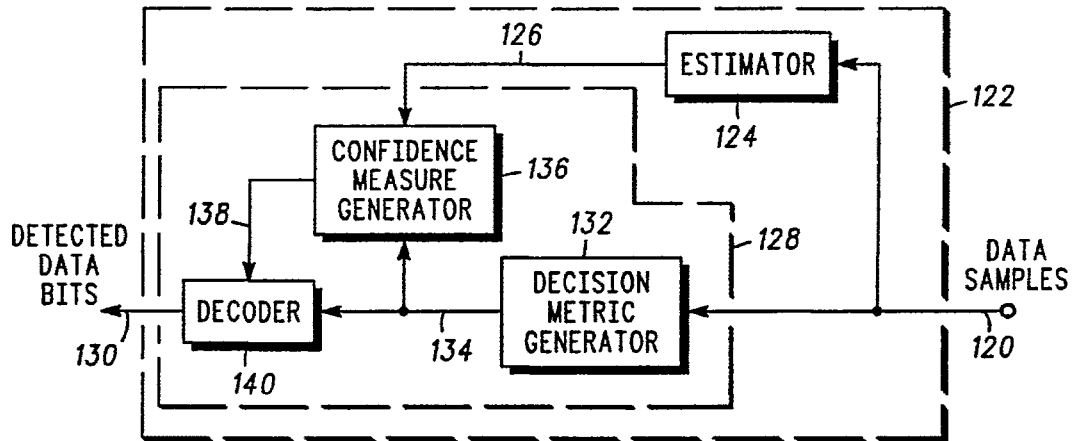 126
ESTIMATOR
122
124
CONFIDENCE
MEASURE
GENERATOR
136
138
132
128
DETECTED
DATA
BITS
DECODER
DECISION
METRIC
GENERATOR
DATA
SAMPLES
130
134
120
140